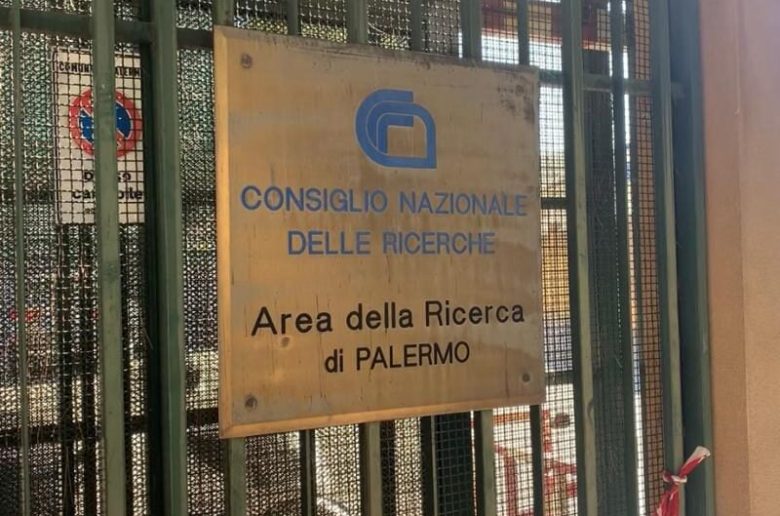 CONSIGLIO NAZIONALE
DELLE RICERCHE
Area della Ricerca
di PALERMO